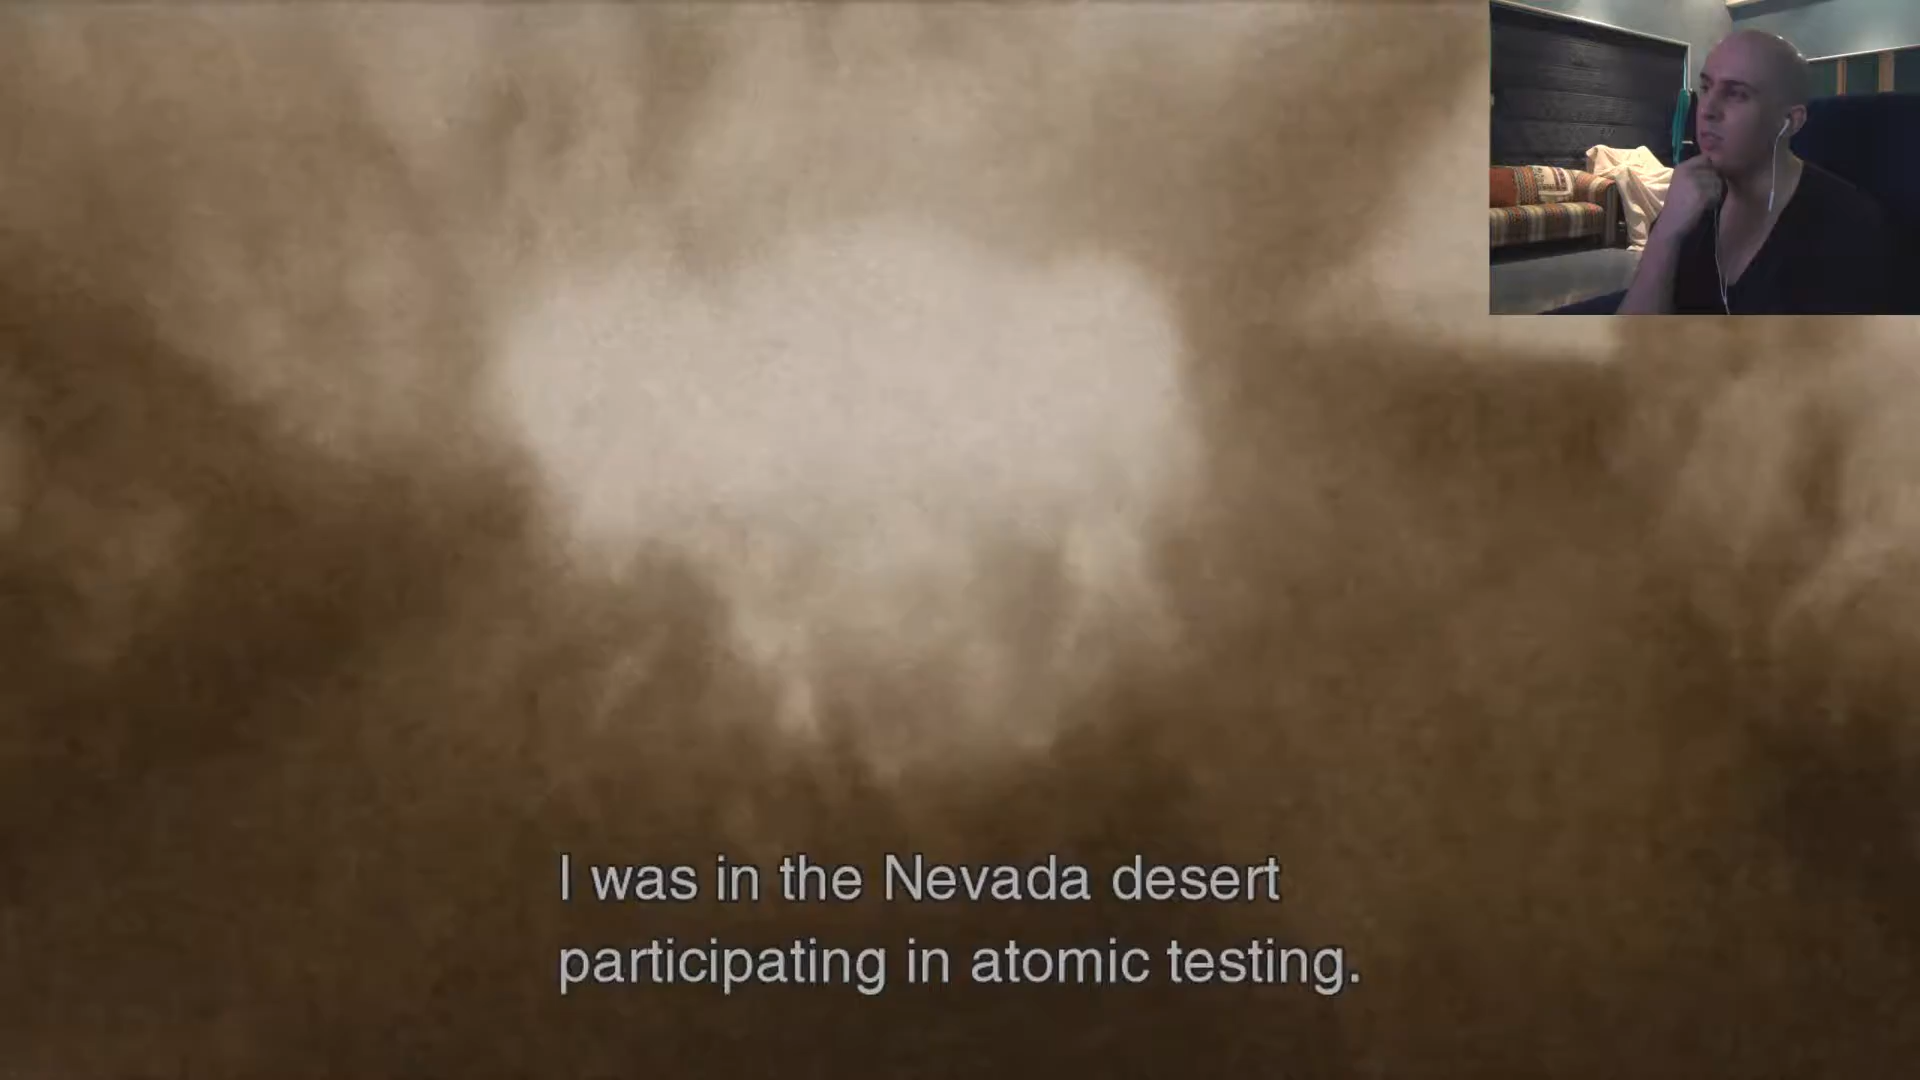 I was in the Nevada desert
participating in atomic testing.